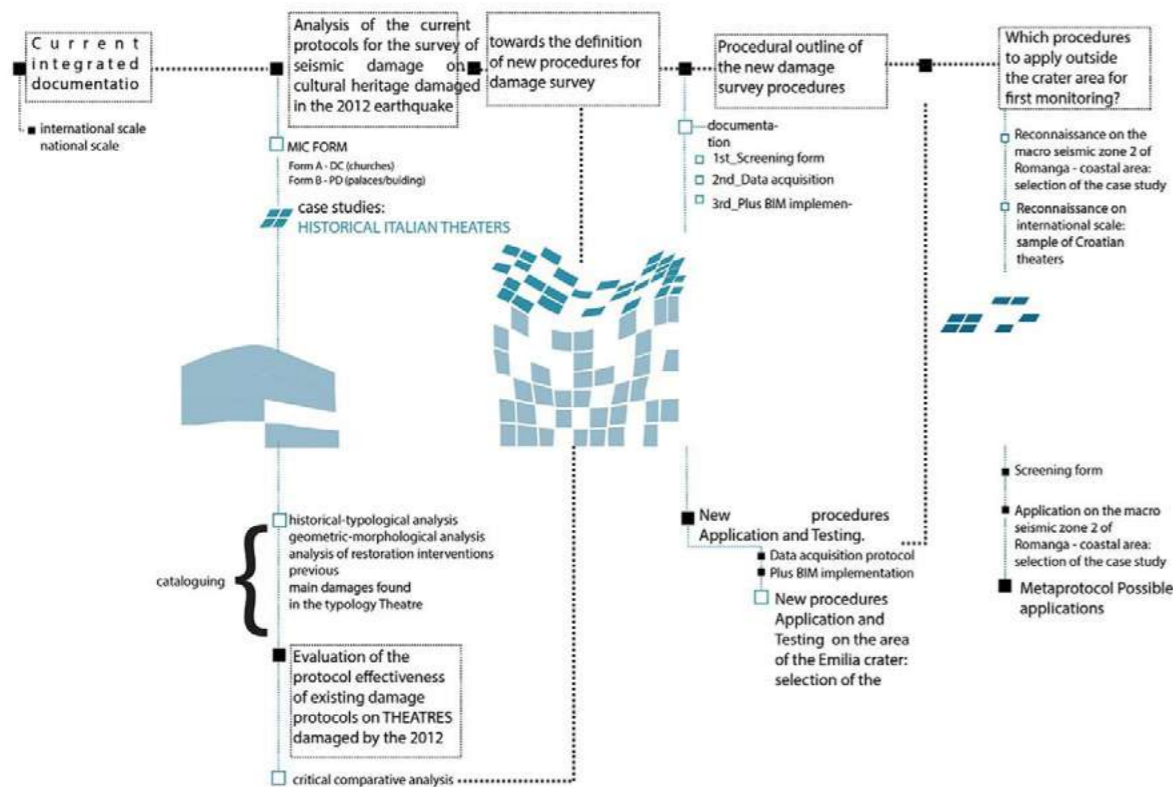 Current
integrated
documentatio
international scale
national scale
Analysis of the current
protocols for the survey of
seismic damage on
cultural heritage damaged
in the 2012 earthquake
MIC FORM
Form A - DC (churches)
Form B - PD (palaces/buiding)
case studies:
HISTORICAL ITALIAN THEATERS
cataloguing
historical-typological analysis
geometric-morphological analysis
analysis of restoration interventions
previous
main damages found
in the typology Theatre
Evaluation of the
protocol effectiveness
of existing damage
protocols on THEATRES
damaged by the 2012
critical comparative analysis
towards the definition
of new procedures for
damage survey
Procedural outline of
the new damage
survey procedures
documenta-
tion
1st_Screening form
2nd_Data acquisition
3rd_Plus BIM implemen-
New procedures
Application and Testing.
Data acquisition protocol
Plus BIM implementation
New procedures
Application and
Testing on the area
of the Emilia crater:
selection of the
Which procedures
to apply outside
the crater area for
first monitoring?
Reconnaissance on the
macro seismic zone 2 of
Romanga - coastal area:
selection of the case study
Reconnaissance on
international scale:
sample of Croatian
theaters
Screening form
Application on the macro
seismic zone 2 of
Romanga - coastal area:
selection of the case study
Metaprotocol Possible
applications